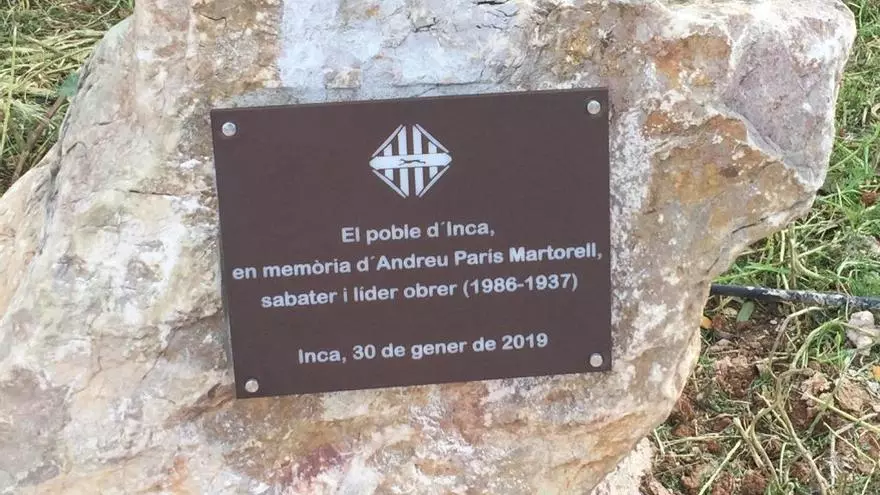 El poble d´Inca,
en memòria d´Andreu París Martorell,
sabater i líder obrer (1986-1937)
Inca, 30 de gener de 2019